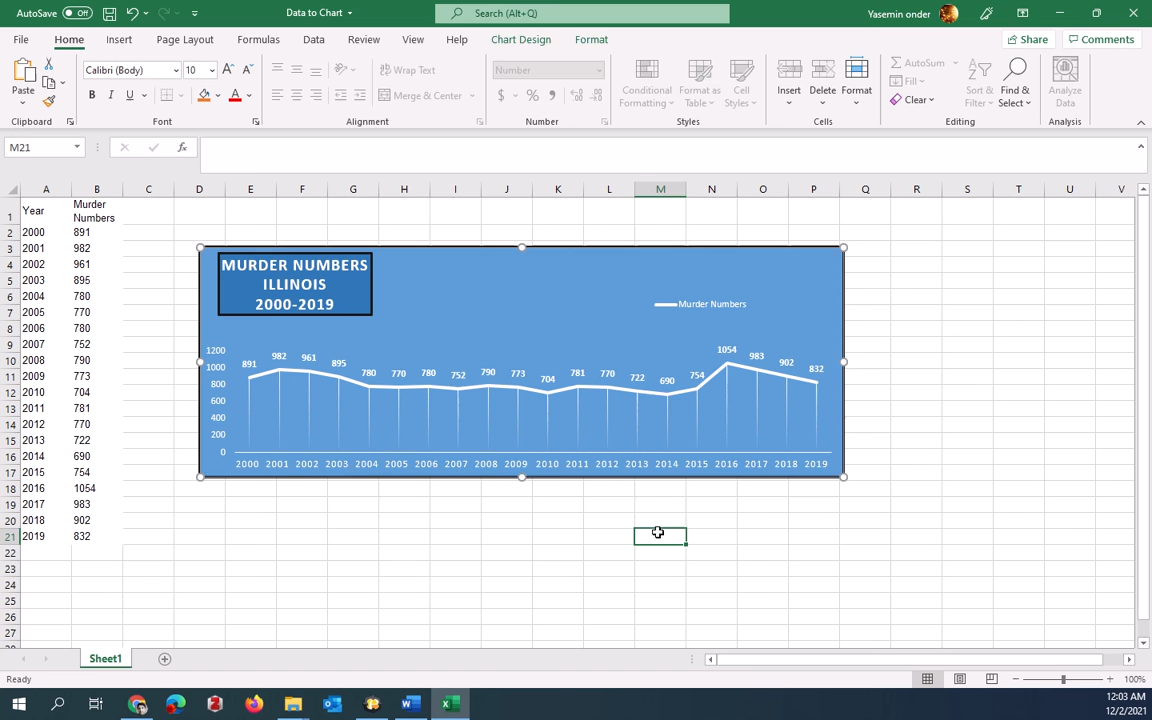 AutoSave Off
Data to Chart
Search (Alt+Q)
Yasemin onder
File Home Insert Page Layout Formulas Data Review View Help Chart Design Format Share Comments
Paste
Calibri (Body) 10
B I U
Wrap Text
Merge & Center
Number
$ %
Conditional Formatting
Format as Table
Cell Styles
Insert Delete Format
AutoSum
Fill
Clear
Sort & Filter
Find & Select
Analyze Data
Clipboard Font Alignment Number Styles Cells Editing Analysis
M21 fx
A B C D E F G H I J K L M N O P Q R S T U V
1 Year Murder Numbers
2 2000 891
3 2001 982
4 2002 961
5 2003 895
6 2004 780
7 2005 770
8 2006 780
9 2007 752
10 2008 790
11 2009 773
12 2010 704
13 2011 781
14 2012 770
15 2013 722
16 2014 690
17 2015 754
18 2016 1054
19 2017 983
20 2018 902
21 2019 832
22
23
24
25
26
27
28
MURDER NUMBERS
ILLINOIS
2000-2019
Murder Numbers
1200
1000
800
600
400
200
0
891 982 961 895 780 770 780 752 790 773 704 781 770 722 690 754 1054 983 902 832
2000 2001 2002 2003 2004 2005 2006 2007 2008 2009 2010 2011 2012 2013 2014 2015 2016 2017 2018 2019
Sheet1
Ready
100%
12:03 AM
12/2/2021